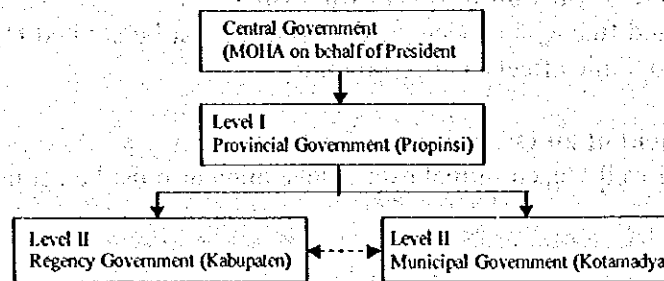 Central Government
(MOHA on behalf of President
Level I
Provincial Government (Propinsi)
Level II
Regency Government (Kabupaten)
Level II
Municipal Government (Kotamadya